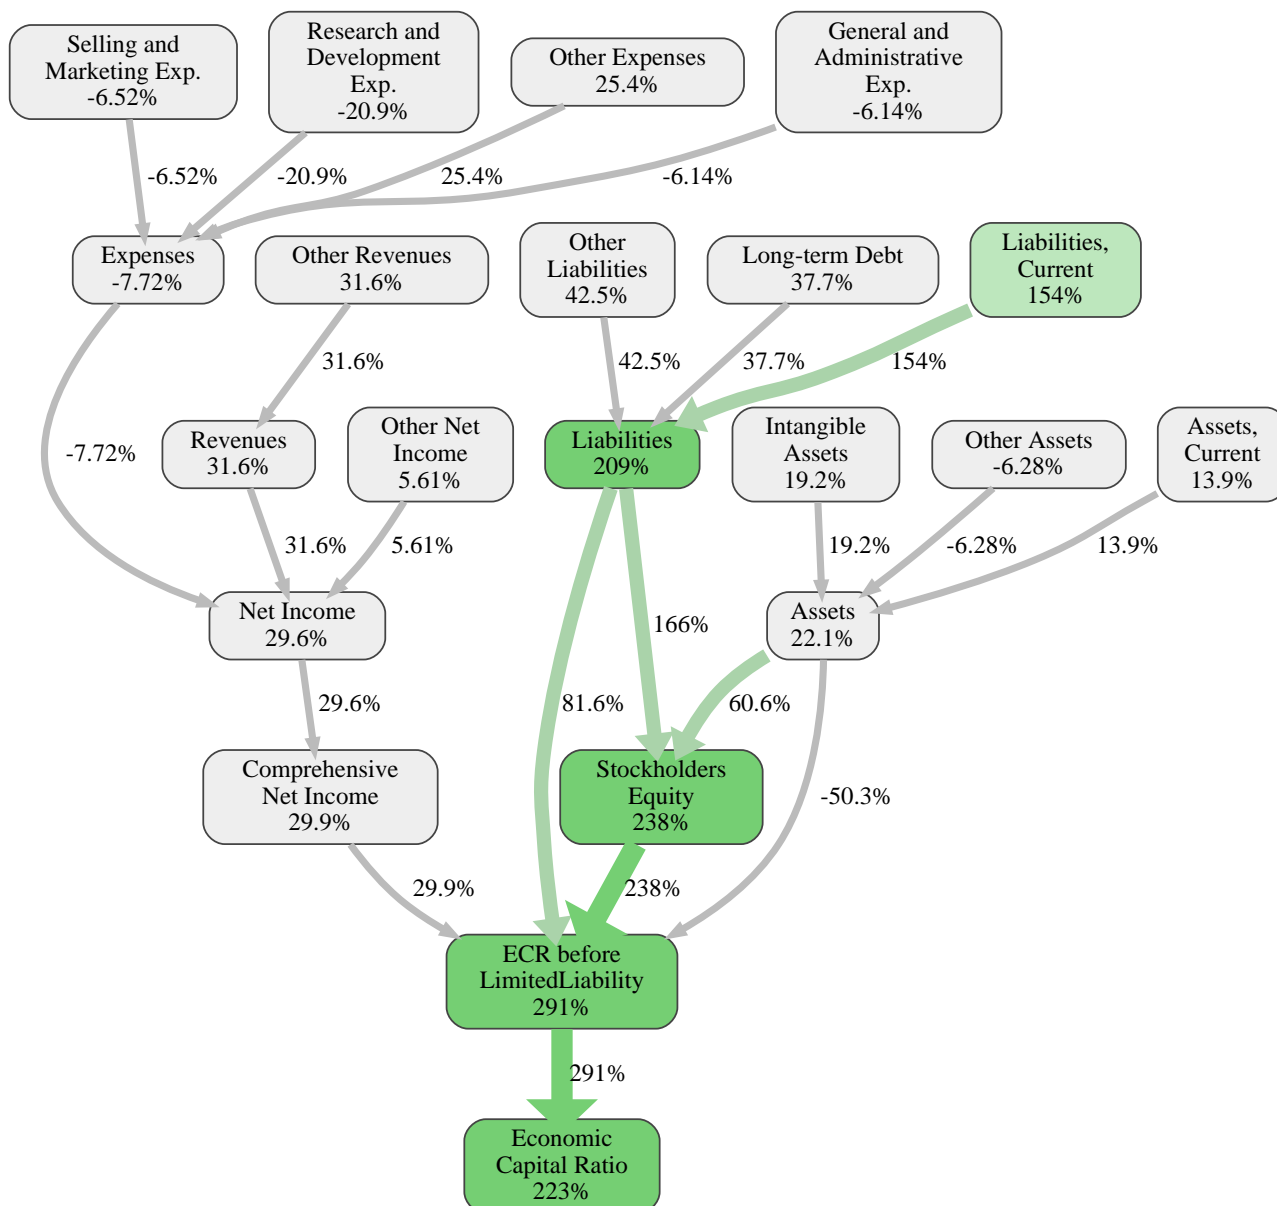 Selling and
Marketing Exp.
-6.52%
Research and
Development
Exp.
-20.9%
Other Expenses
25.4%
General and
Administrative
Exp.
-6.14%
-6.52%
-20.9%
25.4%
-6.14%
Expenses
-7.72%
Other Revenues
31.6%
Other
Liabilities
42.5%
Long-term Debt
37.7%
Liabilities,
Current
154%
31.6%
42.5%
37.7%
154%
-7.72%
Revenues
31.6%
Other Net
Income
5.61%
Liabilities
209%
Intangible
Assets
19.2%
Other Assets
-6.28%
Assets,
Current
13.9%
31.6%
5.61%
19.2%
-6.28%
13.9%
Net Income
29.6%
166%
Assets
22.1%
29.6%
81.6%
60.6%
Comprehensive
Net Income
29.9%
Stockholders
Equity
238%
-50.3%
29.9%
238%
ECR before
LimitedLiability
291%
291%
Economic
Capital Ratio
223%